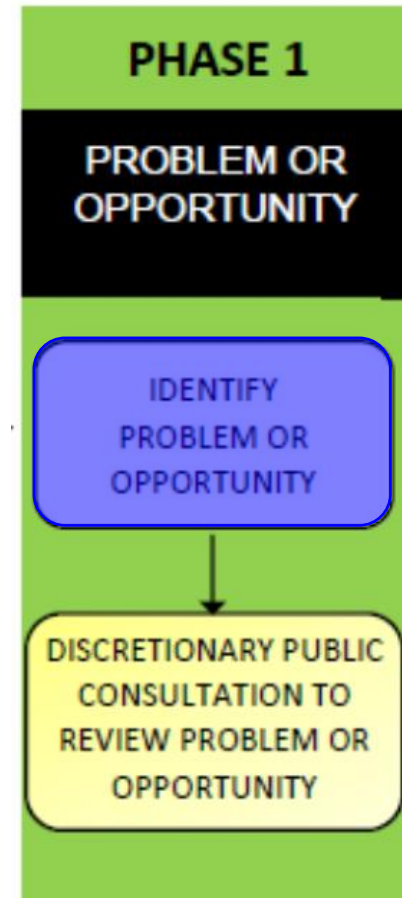 PHASE 1
PROBLEM OR
OPPORTUNITY
IDENTIFY
PROBLEM OR
OPPORTUNITY
DISCRETIONARY PUBLIC
CONSULTATION TO
REVIEW PROBLEM OR
OPPORTUNITY